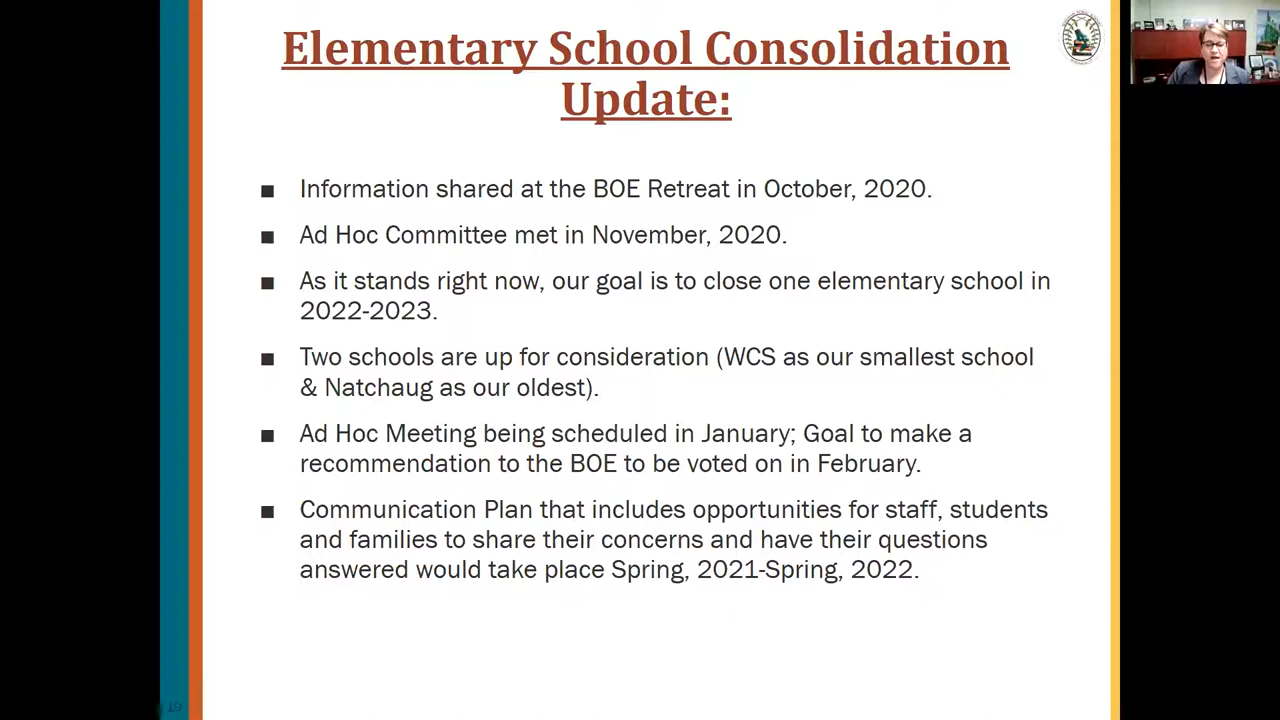 Elementary School Consolidation
Update:
■ Information shared at the BOE Retreat in October, 2020.
■ Ad Hoc Committee met in November, 2020.
■ As it stands right now, our goal is to close one elementary school in
2022-2023.
■ Two schools are up for consideration (WCS as our smallest school
& Natchaug as our oldest).
■ Ad Hoc Meeting being scheduled in January; Goal to make a
recommendation to the BOE to be voted on in February.
■ Communication Plan that includes opportunities for staff, students
and families to share their concerns and have their questions
answered would take place Spring, 2021-Spring, 2022.
19